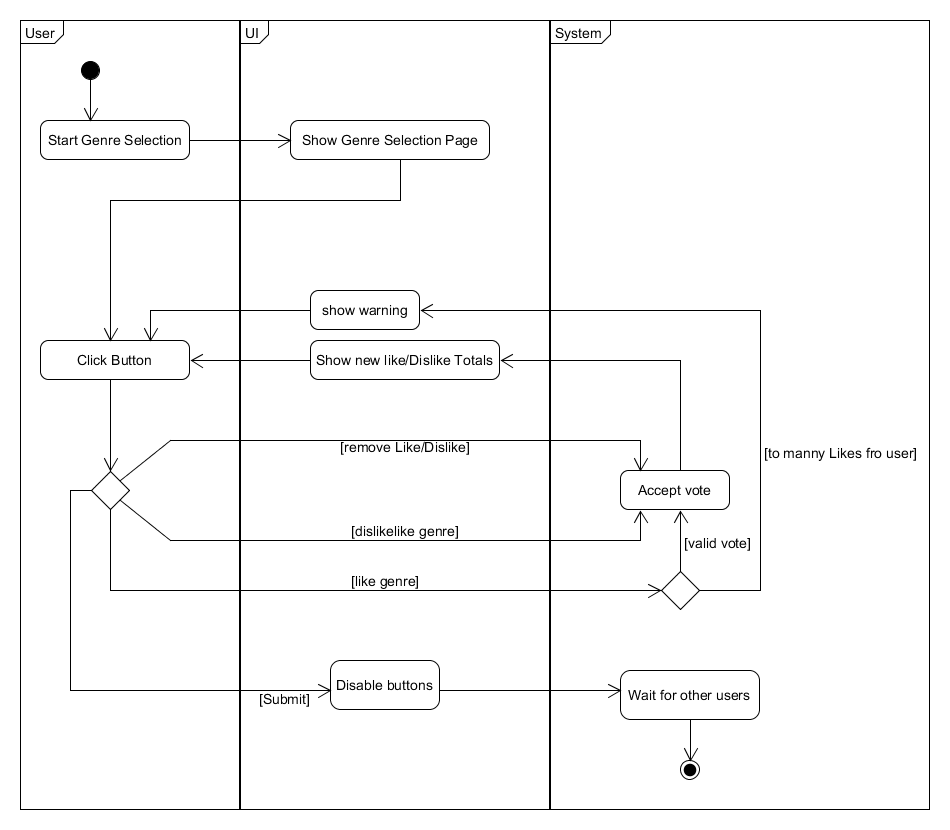 User
UI
System
Start Genre Selection
Show Genre Selection Page
show warning
Click Button
Show new like/Dislike Totals
[remove Like/Dislike]
[to manny Likes fro user]
Accept vote
[dislikelike genre]
[valid vote]
[like genre]
Disable buttons
Wait for other users
[Submit]